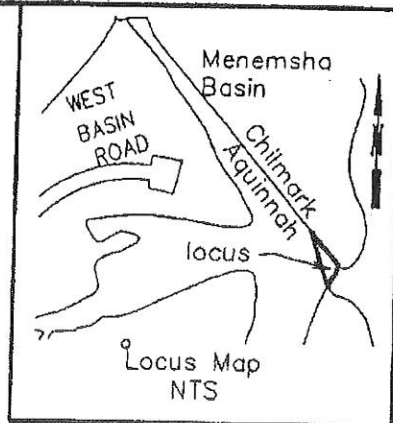 Menemsha
Basin
WEST
BASIN
ROAD
Chilmark
Aquinnah
locus
Locus Map
NTS